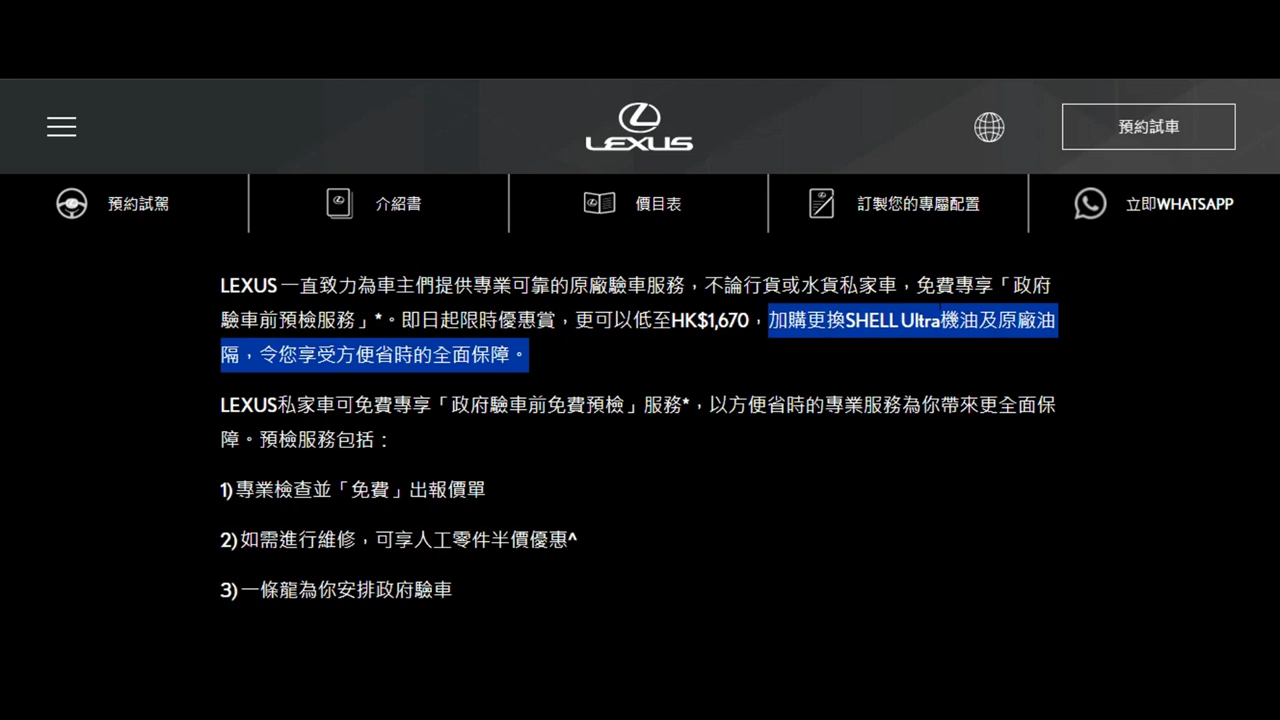 LEXUS
預約試車
預約試駕
介紹書
價目表
訂製您的專屬配置
立即WHATSAPP
LEXUS 一直致力為車主們提供專業可靠的原廠驗車服務，不論行貨或水貨私家車，免費專享「政府
驗車前預檢服務」*。即日起限時優惠賞，更可以低至HK$1,670，加購更換SHELL Ultra機油及原廠油
隔，令您享受方便省時的全面保障。
LEXUS私家車可免費專享「政府驗車前免費預檢」服務*，以方便省時的專業服務為你帶來更全面保
障。預檢服務包括：
1) 專業檢查並「免費」出報價單
2) 如需進行維修，可享人工零件半價優惠^
3) 一條龍為你安排政府驗車